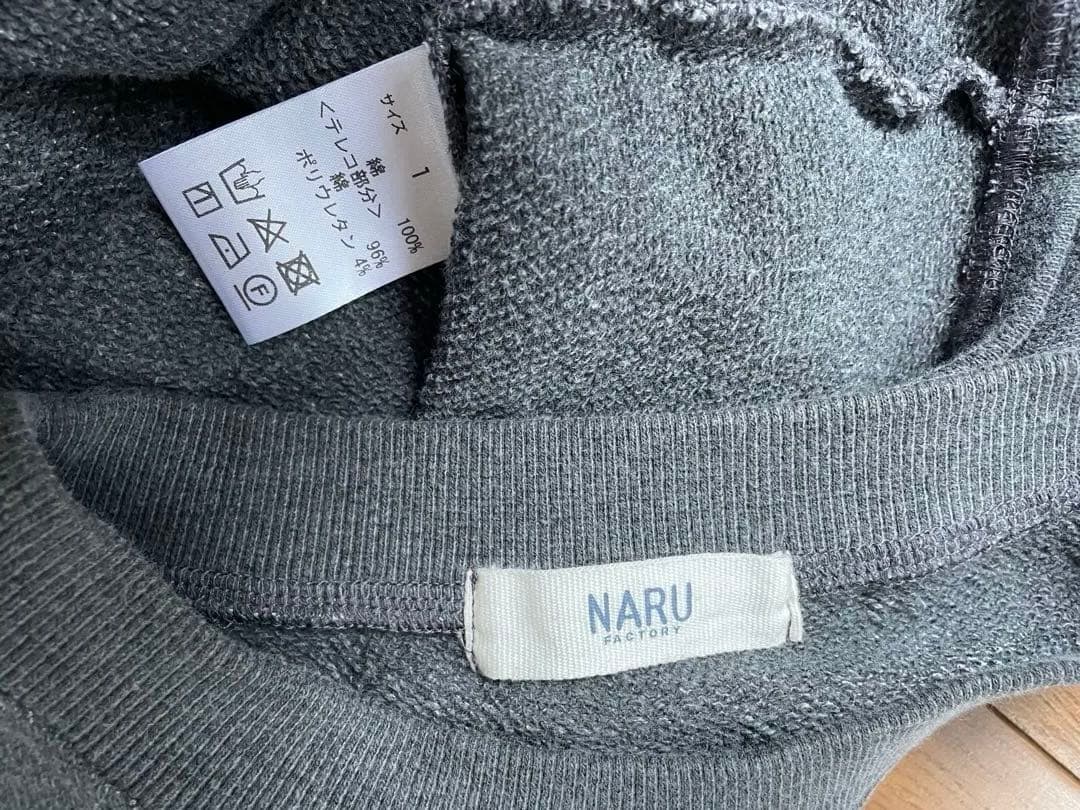 サイズ 1
綿 100%
<テレコ部分>
綿 96%
ポリウレタン 4%
F
NARU
FACTORY